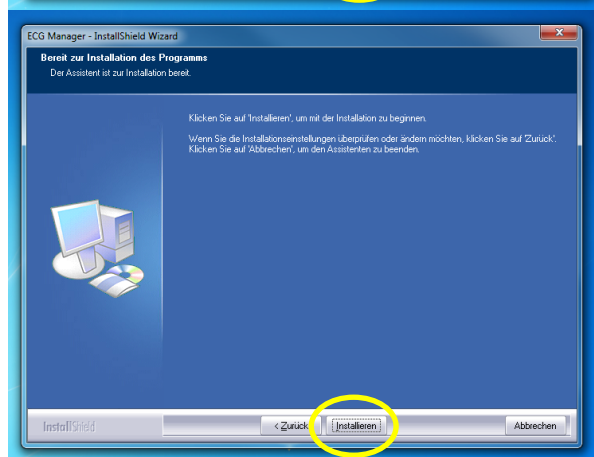 ECG Manager - InstallShield Wizard
Bereit zur Installation des Programms
Der Assistent ist zur Installation bereit.
Klicken Sie auf 'Installieren', um mit der Installation zu beginnen.
Wenn Sie die Installationseinstellungen überprüfen oder ändern möchten, klicken Sie auf 'Zurück'.
Klicken Sie auf 'Abbrechen', um den Assistenten zu beenden.
InstallShield
< Zurück Installieren Abbrechen